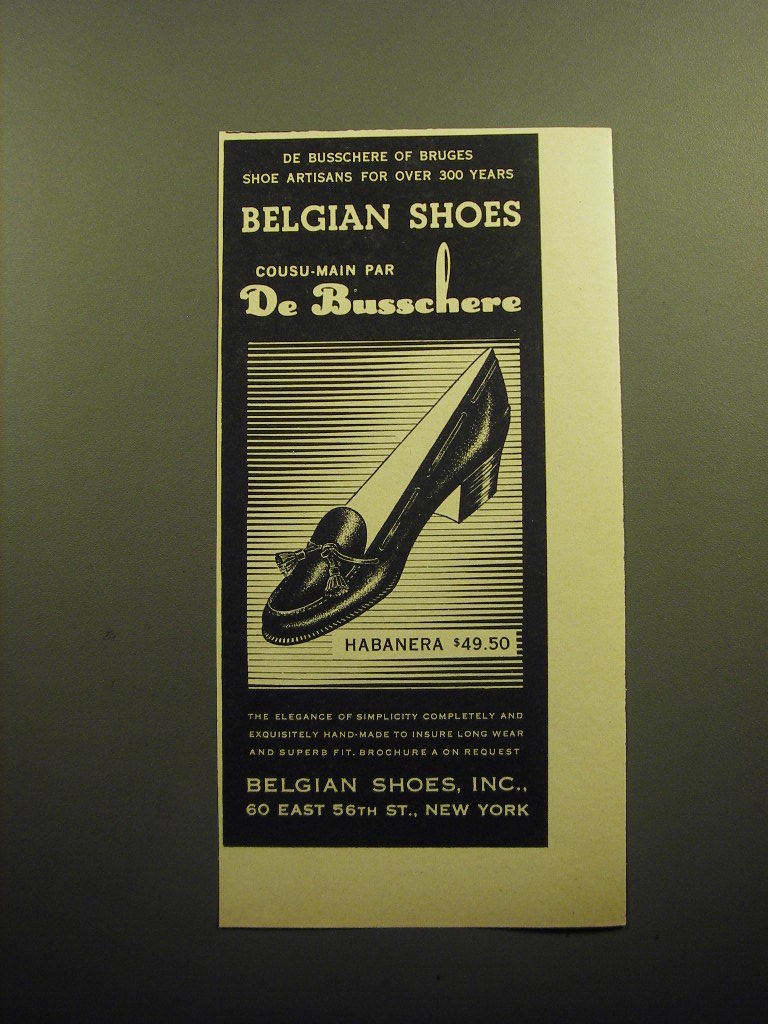 DE BUSSCHERE OF BRUGES
SHOE ARTISANS FOR OVER 300 YEARS
BELGIAN SHOES
COUSU-MAIN PAR
De Busschere
HABANERA $49.50
THE ELEGANCE OF SIMPLICITY COMPLETELY AND
EXQUISITELY HAND-MADE TO INSURE LONG WEAR
AND SUPERB FIT. BROCHURE A ON REQUEST
BELGIAN SHOES, INC.,
60 EAST 56TH ST., NEW YORK